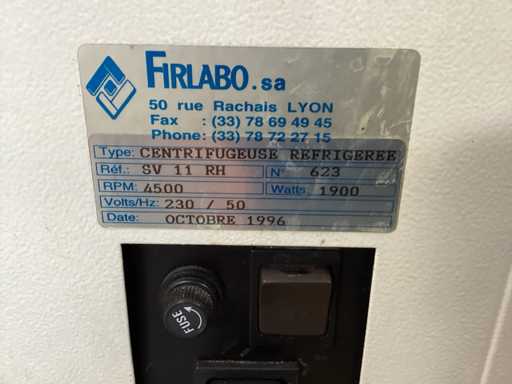 FIRLABO.sa
50 rue Rachais LYON
Fax : (33) 78 69 49 45
Phone: (33) 78 72 27 15
Type: CENTRIFUGEUSE REFRIGEREE
Réf.: SV 11 RH N° 623
RPM: 4500 Watts: 1900
Volts/Hz: 230 / 50
Date: OCTOBRE 1996
FUSE